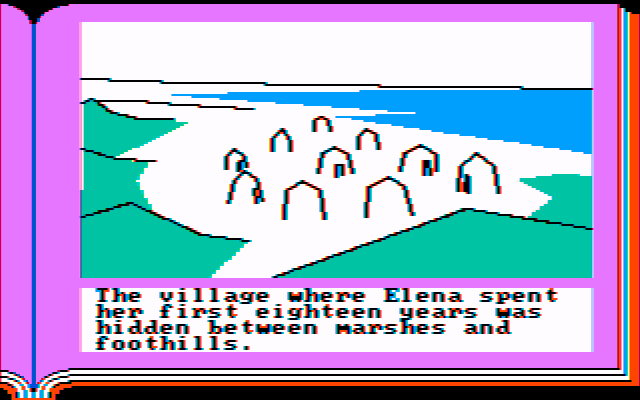 The village where Elena spent
her first eighteen years was
hidden between marshes and
foothills.